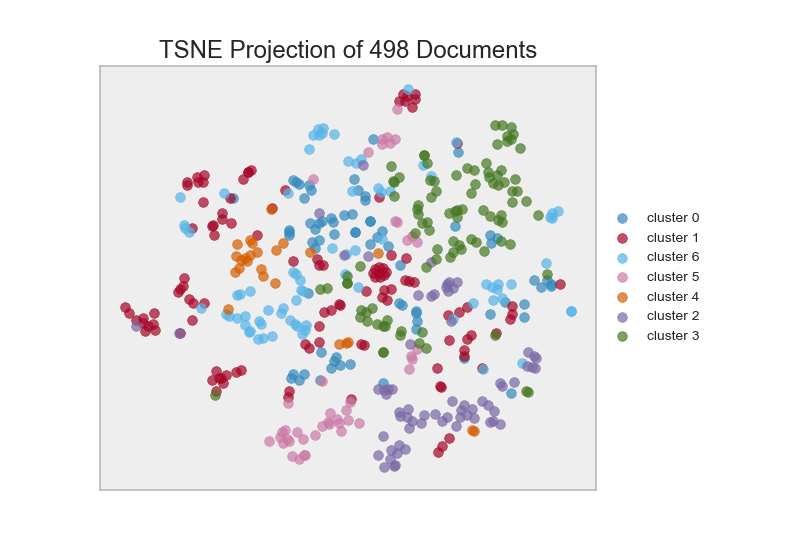 TSNE Projection of 498 Documents
cluster 0
cluster 1
cluster 6
cluster 5
cluster 4
cluster 2
cluster 3